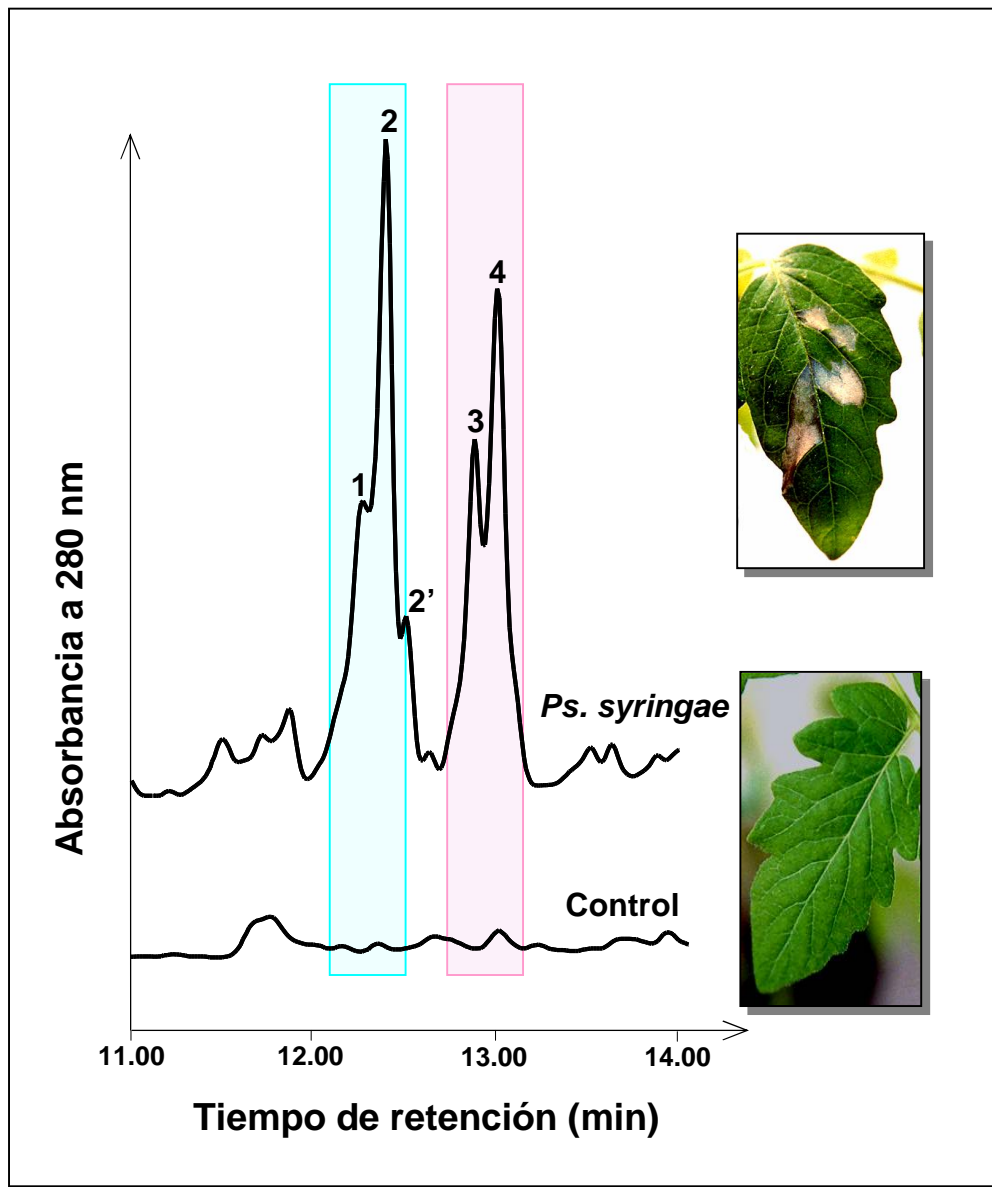 2
4
3
1
2’
Ps. syringae
Control
Absorbancia a 280 nm
11.00 12.00 13.00 14.00
Tiempo de retención (min)